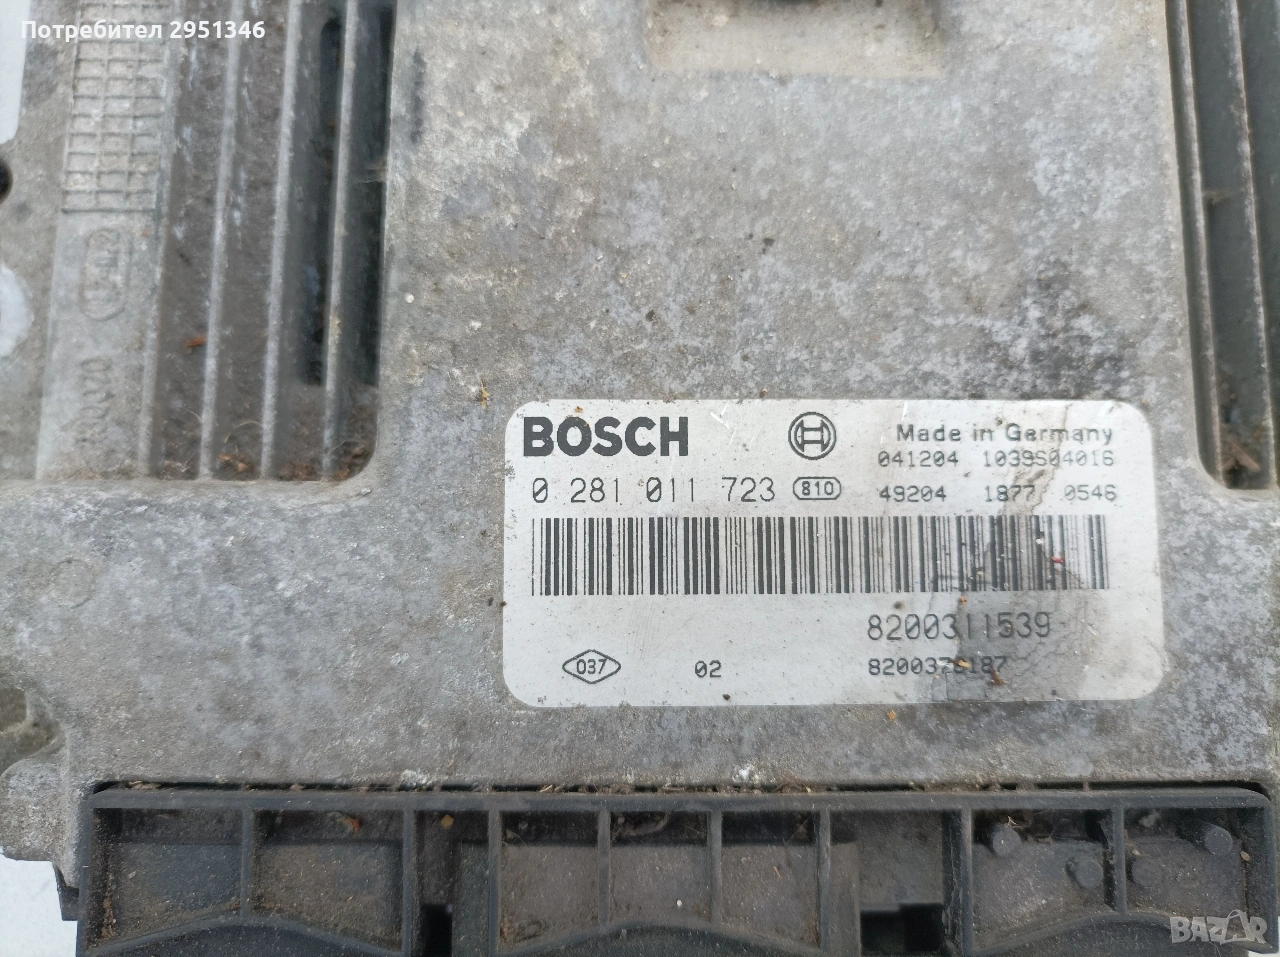 Потребител 2951346
BOSCH
Made in Germany
041204 1039S04016
0 281 011 723 810 49204 1877 0546
8200311539
037 02
BAZAR